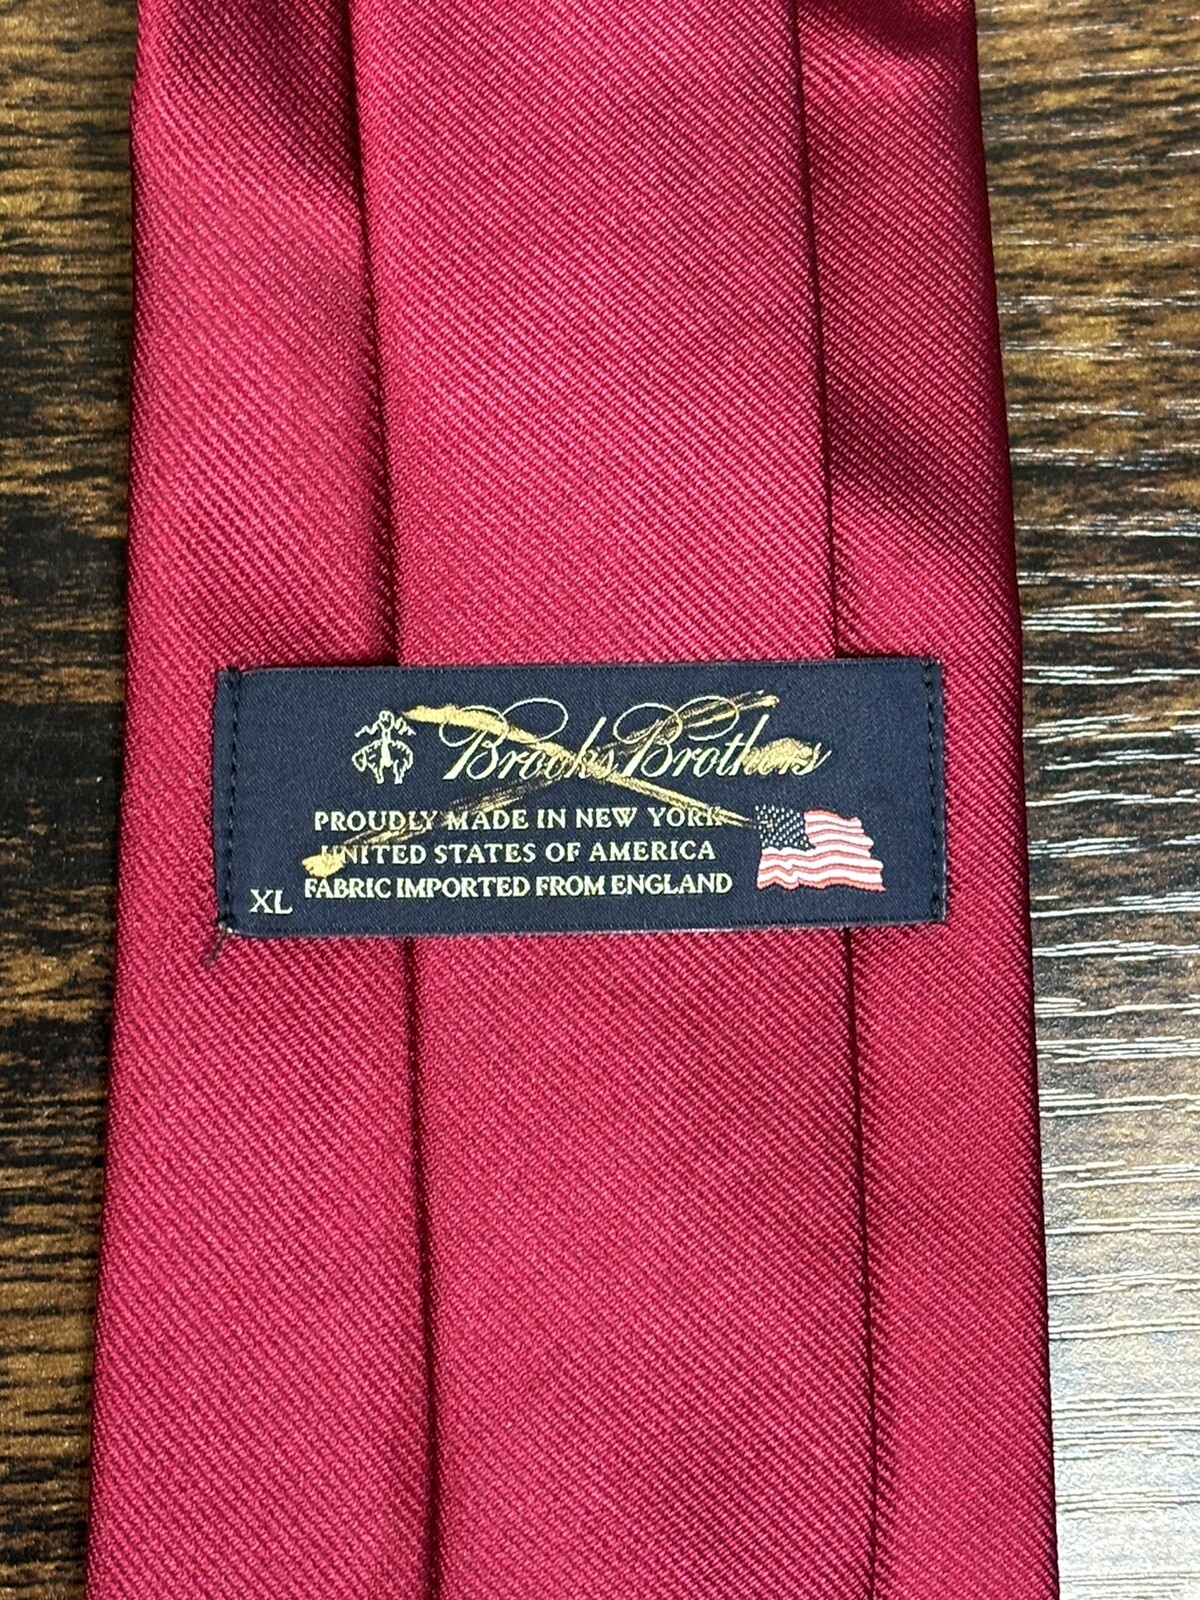 Brooks Brothers
PROUDLY MADE IN NEW YORK
UNITED STATES OF AMERICA
XL FABRIC IMPORTED FROM ENGLAND